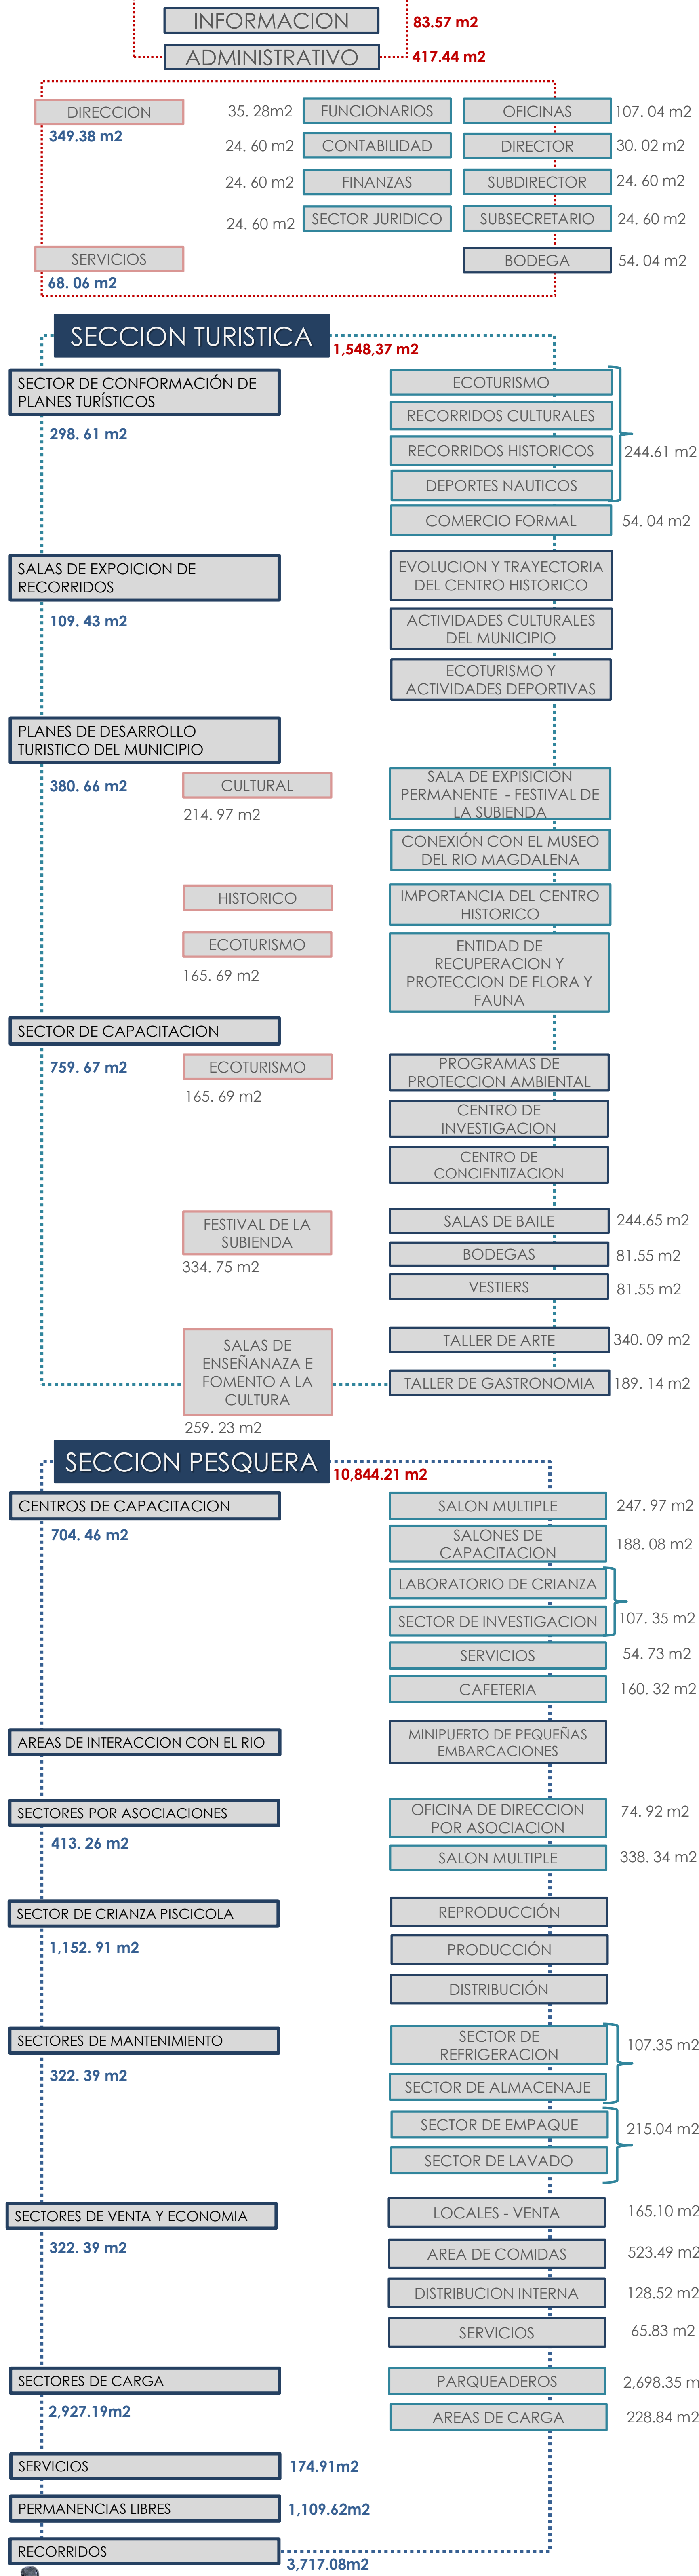 INFORMACION
83.57 m2
ADMINISTRATIVO
417.44 m2
DIRECCION
349.38 m2
35. 28m2
FUNCIONARIOS
OFICINAS
107. 04 m2
24. 60 m2
CONTABILIDAD
DIRECTOR
30. 02 m2
24. 60 m2
FINANZAS
SUBDIRECTOR
24. 60 m2
24. 60 m2
SECTOR JURIDICO
SUBSECRETARIO
24. 60 m2
SERVICIOS
68. 06 m2
BODEGA
54. 04 m2
SECCION TURISTICA
1,548,37 m2
SECTOR DE CONFORMACIÓN DE
PLANES TURÍSTICOS
298. 61 m2
ECOTURISMO
RECORRIDOS CULTURALES
RECORRIDOS HISTORICOS
DEPORTES NAUTICOS
244.61 m2
COMERCIO FORMAL
54. 04 m2
SALAS DE EXPOICION DE
RECORRIDOS
109. 43 m2
EVOLUCION Y TRAYECTORIA
DEL CENTRO HISTORICO
ACTIVIDADES CULTURALES
DEL MUNICIPIO
ECOTURISMO Y
ACTIVIDADES DEPORTIVAS
PLANES DE DESARROLLO
TURISTICO DEL MUNICIPIO
380. 66 m2
CULTURAL
214. 97 m2
SALA DE EXPISICION
PERMANENTE - FESTIVAL DE
LA SUBIENDA
CONEXIÓN CON EL MUSEO
DEL RIO MAGDALENA
HISTORICO
IMPORTANCIA DEL CENTRO
HISTORICO
ECOTURISMO
165. 69 m2
ENTIDAD DE
RECUPERACION Y
PROTECCION DE FLORA Y
FAUNA
SECTOR DE CAPACITACION
759. 67 m2
ECOTURISMO
165. 69 m2
PROGRAMAS DE
PROTECCION AMBIENTAL
CENTRO DE
INVESTIGACION
CENTRO DE
CONCIENTIZACION
FESTIVAL DE LA
SUBIENDA
334. 75 m2
SALAS DE BAILE
244.65 m2
BODEGAS
81.55 m2
VESTIERS
81.55 m2
SALAS DE
ENSEÑANAZA E
FOMENTO A LA
CULTURA
259. 23 m2
TALLER DE ARTE
340. 09 m2
TALLER DE GASTRONOMIA
189. 14 m2
SECCION PESQUERA
10,844.21 m2
CENTROS DE CAPACITACION
704. 46 m2
SALON MULTIPLE
247. 97 m2
SALONES DE
CAPACITACION
188. 08 m2
LABORATORIO DE CRIANZA
SECTOR DE INVESTIGACION
107. 35 m2
SERVICIOS
54. 73 m2
CAFETERIA
160. 32 m2
AREAS DE INTERACCION CON EL RIO
MINIPUERTO DE PEQUEÑAS
EMBARCACIONES
SECTORES POR ASOCIACIONES
413. 26 m2
OFICINA DE DIRECCION
POR ASOCIACION
74. 92 m2
SALON MULTIPLE
338. 34 m2
SECTOR DE CRIANZA PISCICOLA
1,152. 91 m2
REPRODUCCIÓN
PRODUCCIÓN
DISTRIBUCIÓN
SECTORES DE MANTENIMIENTO
322. 39 m2
SECTOR DE
REFRIGERACION
SECTOR DE ALMACENAJE
107.35 m2
SECTOR DE EMPAQUE
SECTOR DE LAVADO
215.04 m2
SECTORES DE VENTA Y ECONOMIA
322. 39 m2
LOCALES - VENTA
165.10 m2
AREA DE COMIDAS
523.49 m2
DISTRIBUCION INTERNA
128.52 m2
SERVICIOS
65.83 m2
SECTORES DE CARGA
2,927.19m2
PARQUEADEROS
2,698.35 m
AREAS DE CARGA
228.84 m2
SERVICIOS
174.91m2
PERMANENCIAS LIBRES
1,109.62m2
RECORRIDOS
3,717.08m2